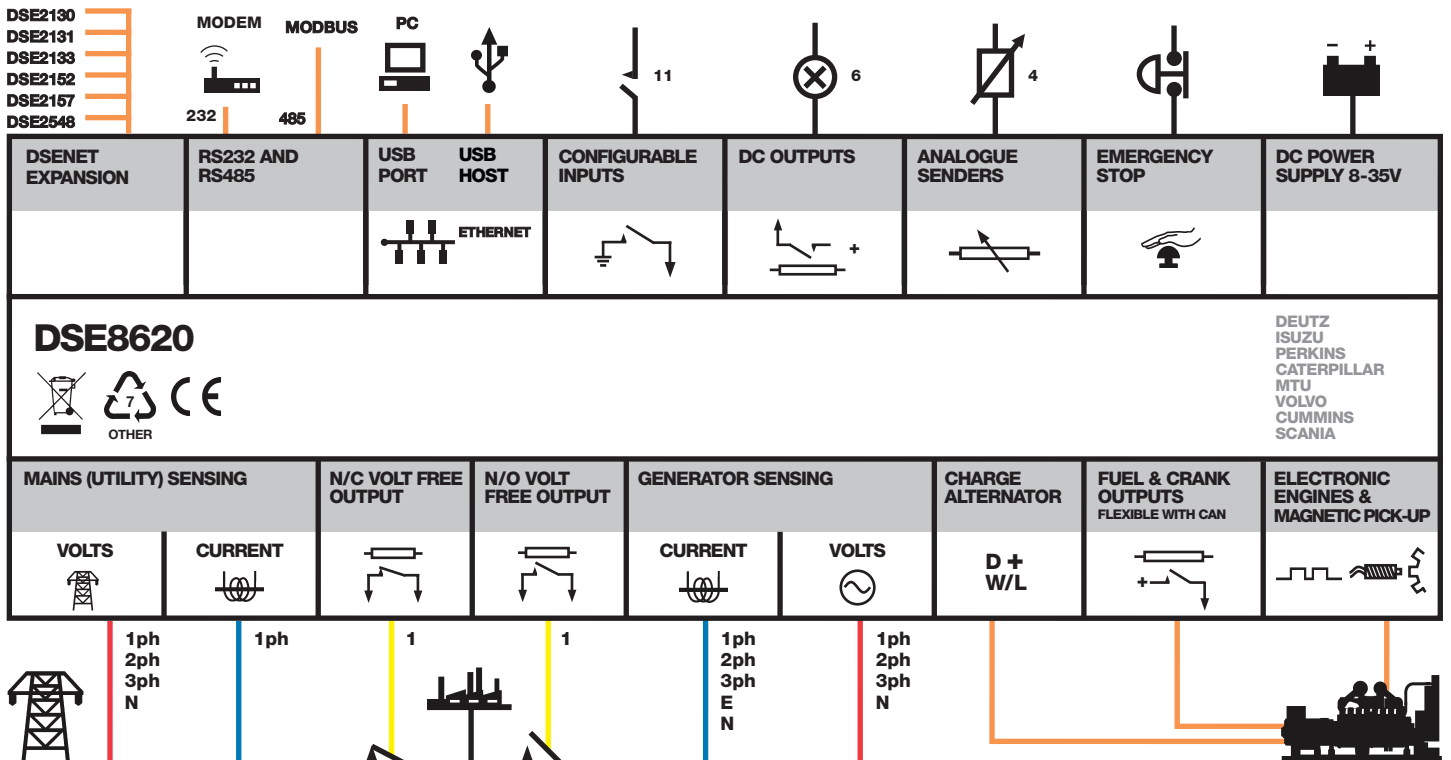 DSE2130
DSE2131
DSE2133
DSE2152
DSE2157
DSE2548
MODEM
232
MODBUS
485
PC
11
6
4
- +
DSENET
EXPANSION
RS232 AND
RS485
USB
PORT
USB
HOST
ETHERNET
CONFIGURABLE
INPUTS
DC OUTPUTS
+
ANALOGUE
SENDERS
EMERGENCY
STOP
DC POWER
SUPPLY 8-35V
DSE8620
7
OTHER
CE
DEUTZ
ISUZU
PERKINS
CATERPILLAR
MTU
VOLVO
CUMMINS
SCANIA
MAINS (UTILITY) SENSING
VOLTS
CURRENT
N/C VOLT FREE
OUTPUT
N/O VOLT
FREE OUTPUT
GENERATOR SENSING
CURRENT
VOLTS
CHARGE
ALTERNATOR
D +
W/L
FUEL & CRANK
OUTPUTS
FLEXIBLE WITH CAN
+
ELECTRONIC
ENGINES &
MAGNETIC PICK-UP
1ph
2ph
3ph
N
1ph
1
1
1ph
2ph
3ph
E
N
1ph
2ph
3ph
N